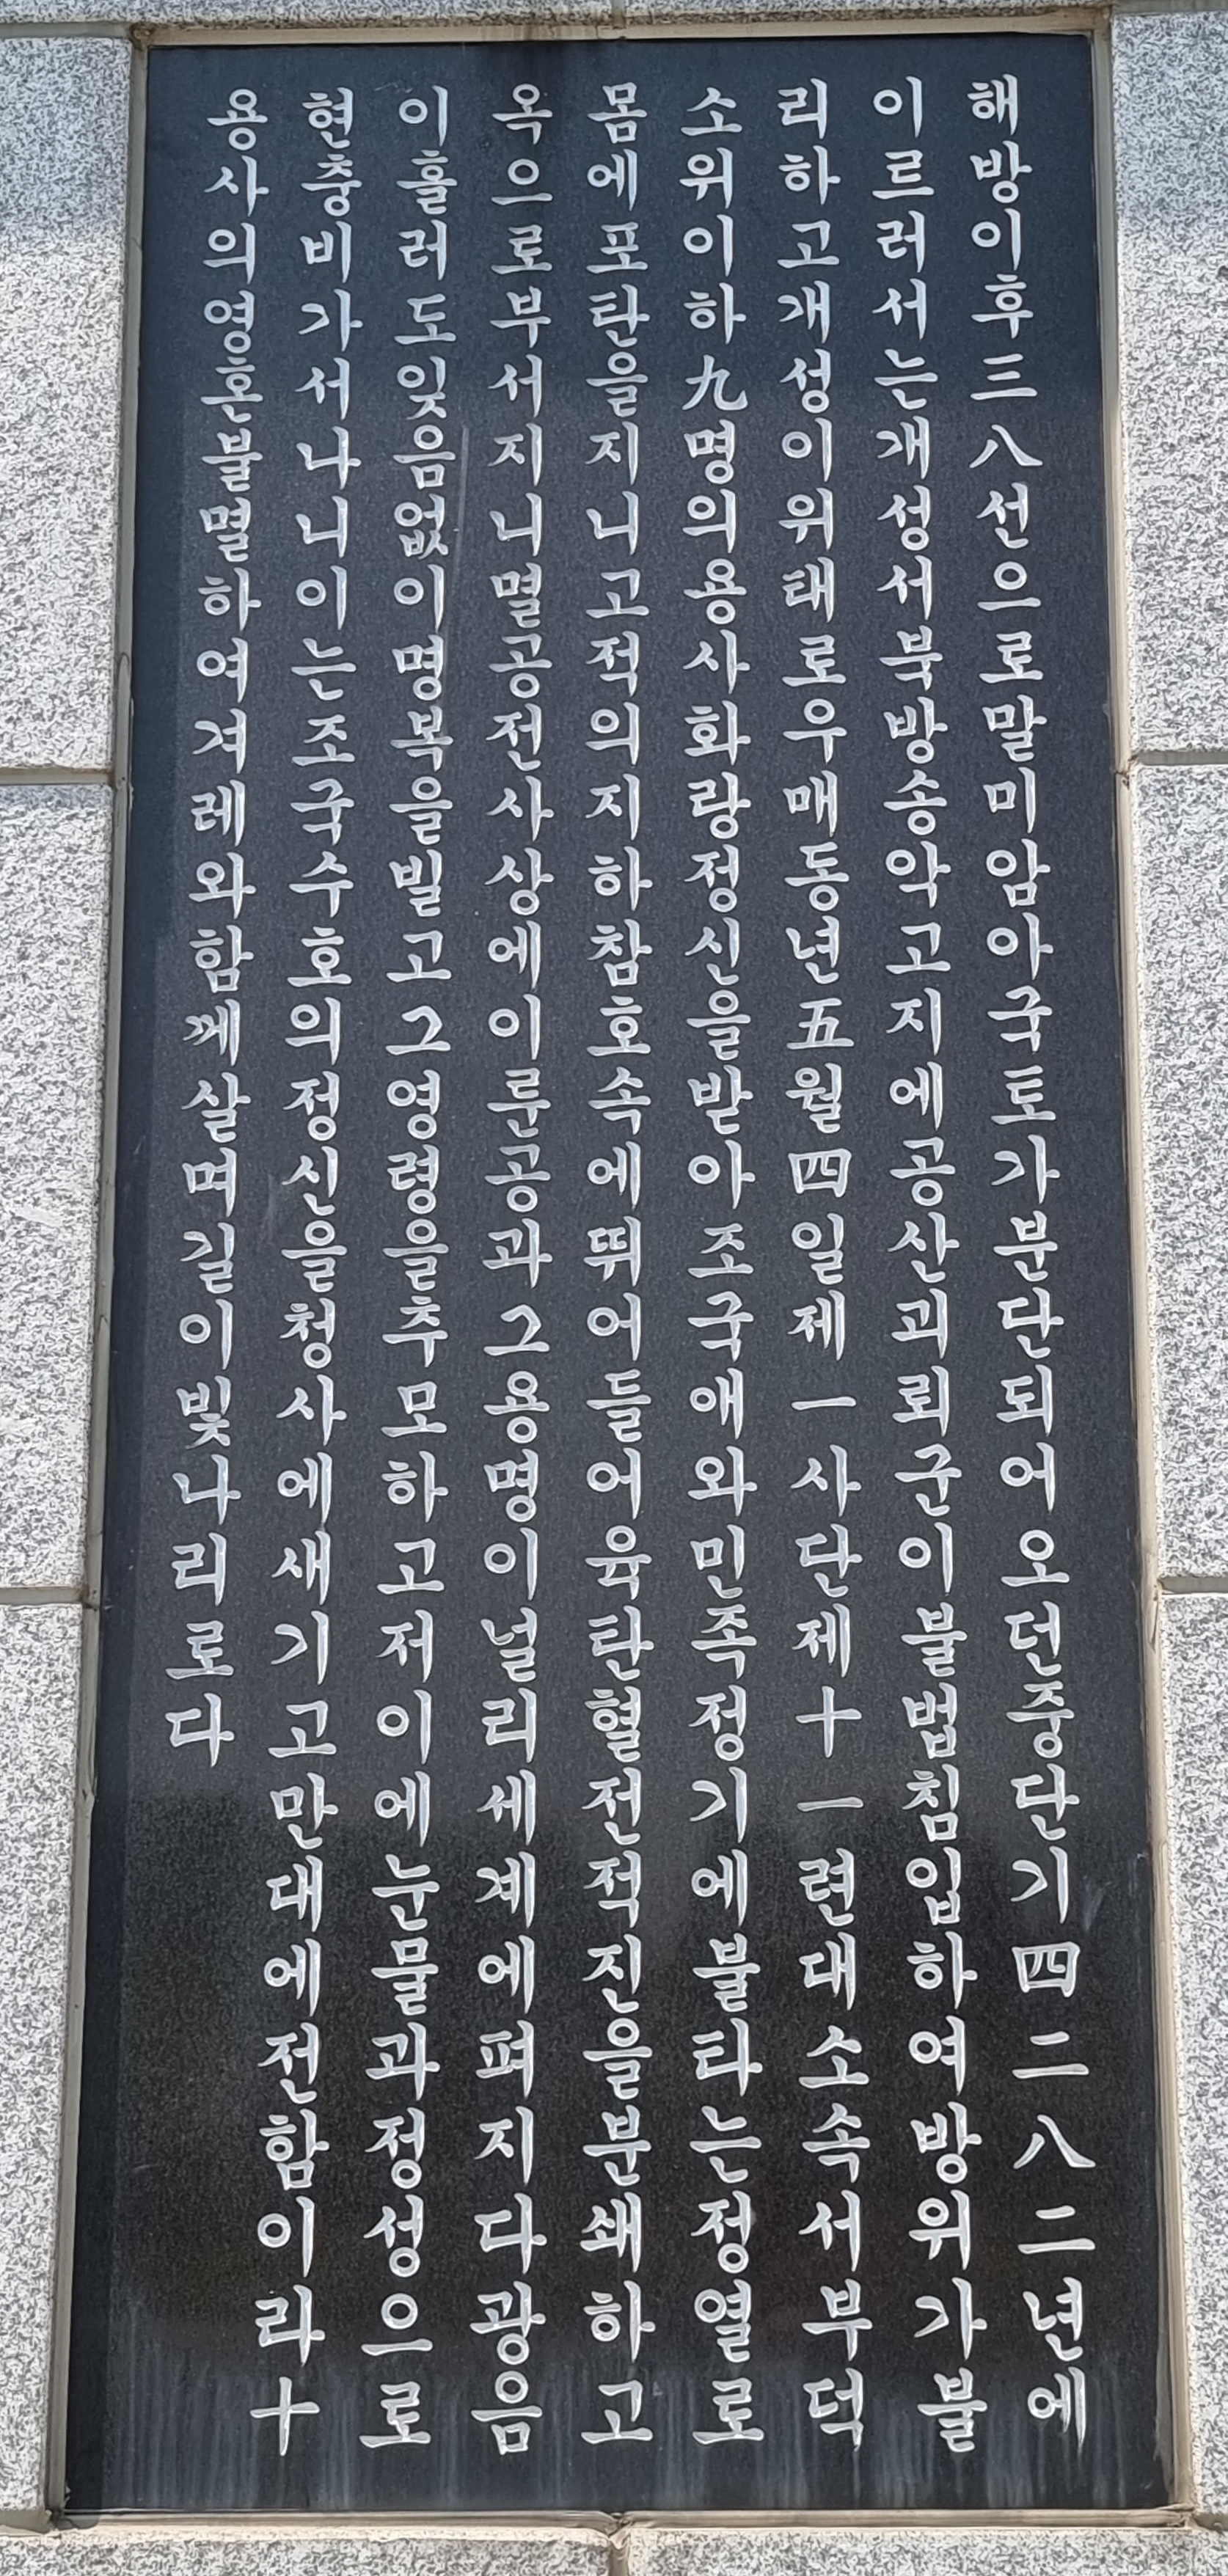 해방이후三八선으로말미암아국토가분단되어오던중단기四二八二년에
이르러서는개성서북방송악고지에공산괴뢰군이불법침입하여방위가불
리하고개성이위태로우매동년五월四일제一사단제十一련대소속서부덕
소위이하九명의용사화랑정신을받아조국애와민족정기에불타는정열로
몸에포탄을지니고적의지하참호속에뛰어들어육탄혈전적진을분쇄하고
옥으로부서지니멸공전사상에이룬공과그용명이널리세계에펴지다광음
이흘러도잊음없이명복을빌고그영령을추모하고저이에눈물과정성으로
현충비가서나니이는조국수호의정신을청사에새기고만대에전함이라十
용사의영혼불멸하여겨레와함께살며길이빛나리로다